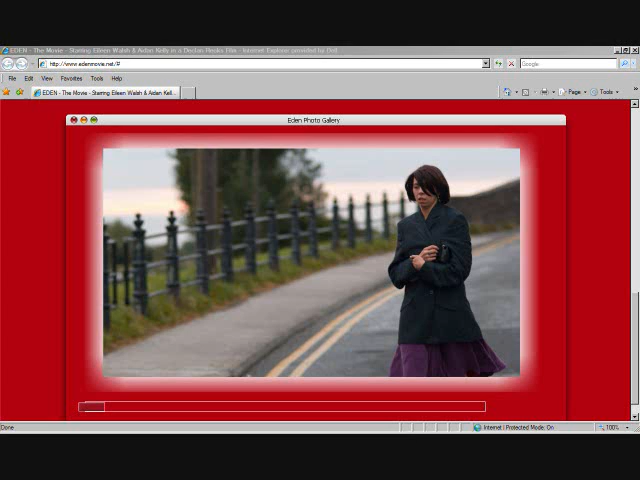 EDEN - The Movie - Starring Eileen Walsh & Aidan Kelly in a Declan Recks Film - Internet Explorer provided by Dell
http://www.edenmovie.net/#
Google
File Edit View Favorites Tools Help
EDEN - The Movie - Starring Eileen Walsh & Aidan Kell...
Page Tools
Eden Photo Gallery
Done
Internet | Protected Mode: On
100%